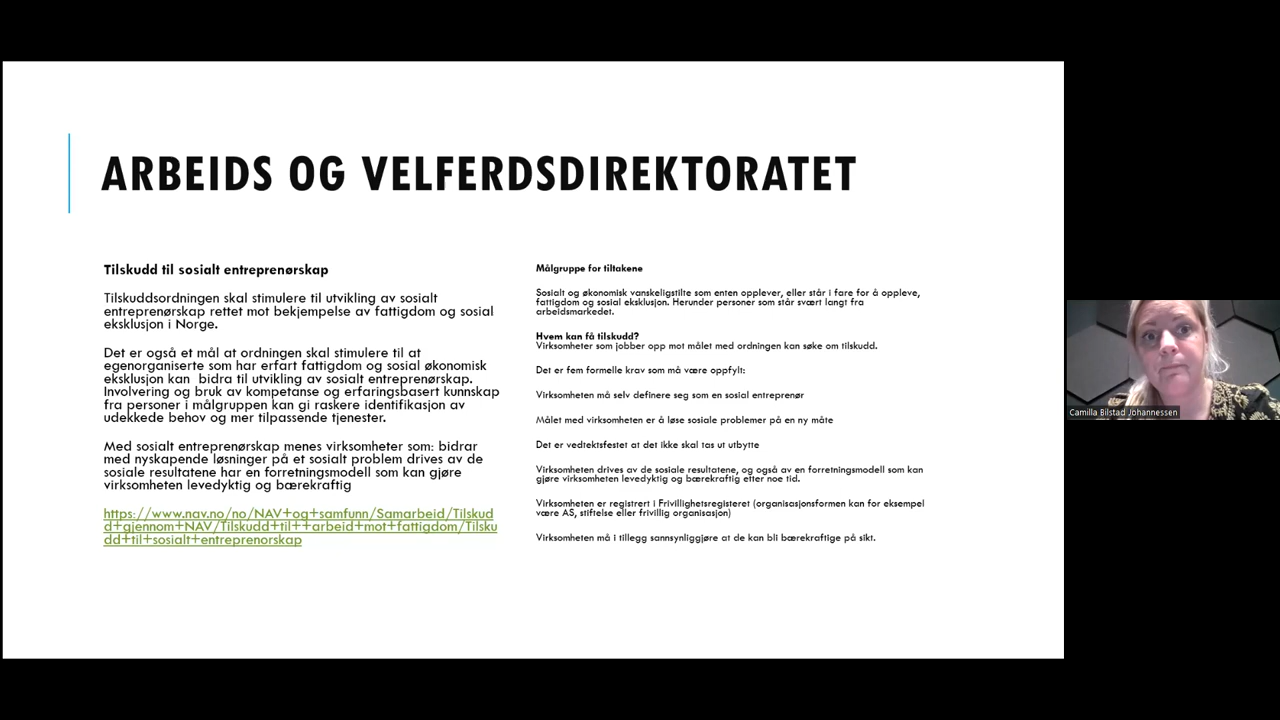 ARBEIDS OG VELFERDSDIREKTORATET
Tilskudd til sosialt entreprenørskap
Tilskuddsordningen skal stimulere til utvikling av sosialt
entreprenørskap rettet mot bekjempelse av fattigdom og sosial
eksklusjon i Norge.
Det er også et mål at ordningen skal stimulere til at
egenorganiserte som har erfart fattigdom og sosial økonomisk
eksklusjon kan  bidra til utvikling av sosialt entreprenørskap.
Involvering og bruk av kompetanse og erfaringsbasert kunnskap
fra personer i målgruppen kan gi raskere identifikasjon av
udekkede behov og mer tilpassende tjenester.
Med sosialt entreprenørskap menes virksomheter som: bidrar
med nyskapende løsninger på et sosialt problem drives av de
sosiale resultatene har en forretningsmodell som kan gjøre
virksomheten levedyktig og bærekraftig
https://www.nav.no/no/NAV+og+samfunn/Samarbeid/Tilskud
d+gjennom+NAV/Tilskudd+til++arbeid+mot+fattigdom/Tilsku
dd+til+sosialt+entreprenorskap
Målgruppe for tiltakene
Sosialt og økonomisk vanskeligstilte som enten opplever, eller står i fare for å oppleve,
fattigdom og sosial eksklusjon. Herunder personer som står svært langt fra
arbeidsmarkedet.
Hvem kan få tilskudd?
Virksomheter som jobber opp mot målet med ordningen kan søke om tilskudd.
Det er fem formelle krav som må være oppfylt:
Virksomheten må selv definere seg som en sosial entreprenør
Målet med virksomheten er å løse sosiale problemer på en ny måte
Det er vedtektsfestet at det ikke skal tas ut utbytte
Virksomheten drives av de sosiale resultatene, og også av en forretningsmodell som kan
gjøre virksomheten levedyktig og bærekraftig etter noe tid.
Virksomheten er registrert i Frivillighetsregisteret (organisasjonsformen kan for eksempel
være AS, stiftelse eller frivillig organisasjon)
Virksomheten må i tillegg sannsynliggjøre at de kan bli bærekraftige på sikt.
Camilla Bilstad Johannessen